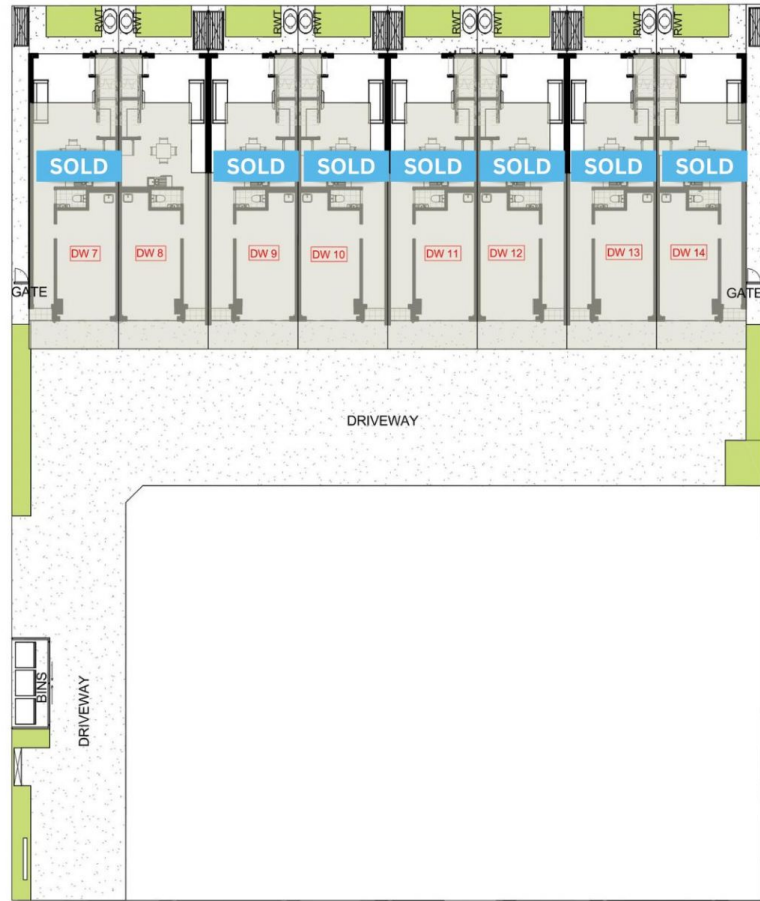 RWT RWT RWT RWT RWT RWT RWT RWT
SOLD SOLD SOLD SOLD SOLD SOLD SOLD
DW 7 DW 8 DW 9 DW 10 DW 11 DW 12 DW 13 DW 14
GATE GATE
DRIVEWAY
BINS
DRIVEWAY